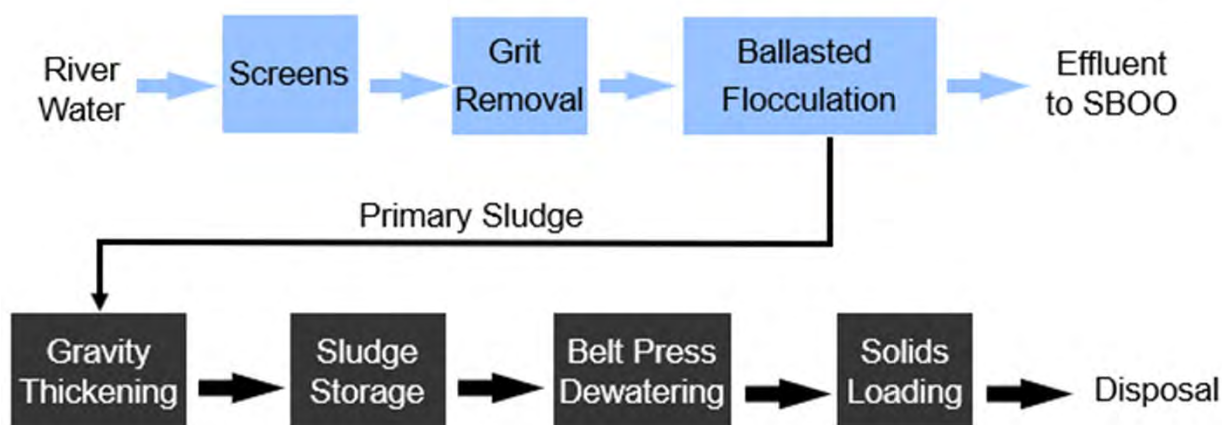 River
Water
Screens
Grit
Removal
Ballasted
Flocculation
Effluent
to SBOO
Primary Sludge
Gravity
Thickening
Sludge
Storage
Belt Press
Dewatering
Solids
Loading
Disposal